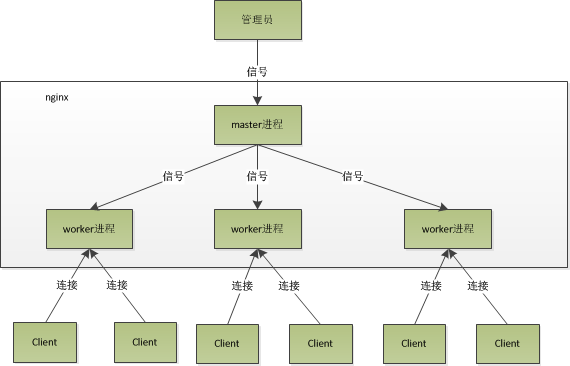 管理员
信号
nginx
master进程
信号
信号
信号
worker进程
worker进程
worker进程
连接
连接
连接
连接
连接
连接
Client
Client
Client
Client
Client
Client